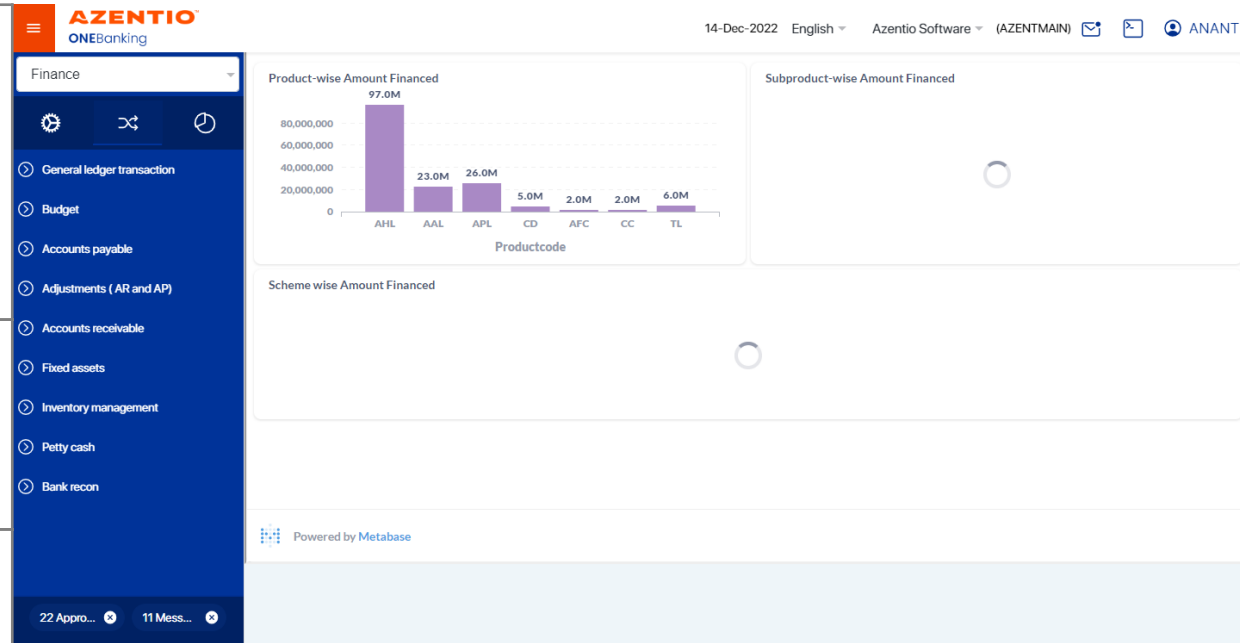 AZENTIO™
ONEBanking
14-Dec-2022 English Azentio Software (AZENTMAIN) ANANT
Finance
General ledger transaction
Budget
Accounts payable
Adjustments ( AR and AP)
Accounts receivable
Fixed assets
Inventory management
Petty cash
Bank recon
22 Appro...
11 Mess...
Product-wise Amount Financed
97.0M
80,000,000
60,000,000
40,000,000
20,000,000
0
23.0M
26.0M
5.0M
2.0M
2.0M
6.0M
AHL AAL APL CD AFC CC TL
Productcode
Subproduct-wise Amount Financed
Scheme wise Amount Financed
Powered by Metabase